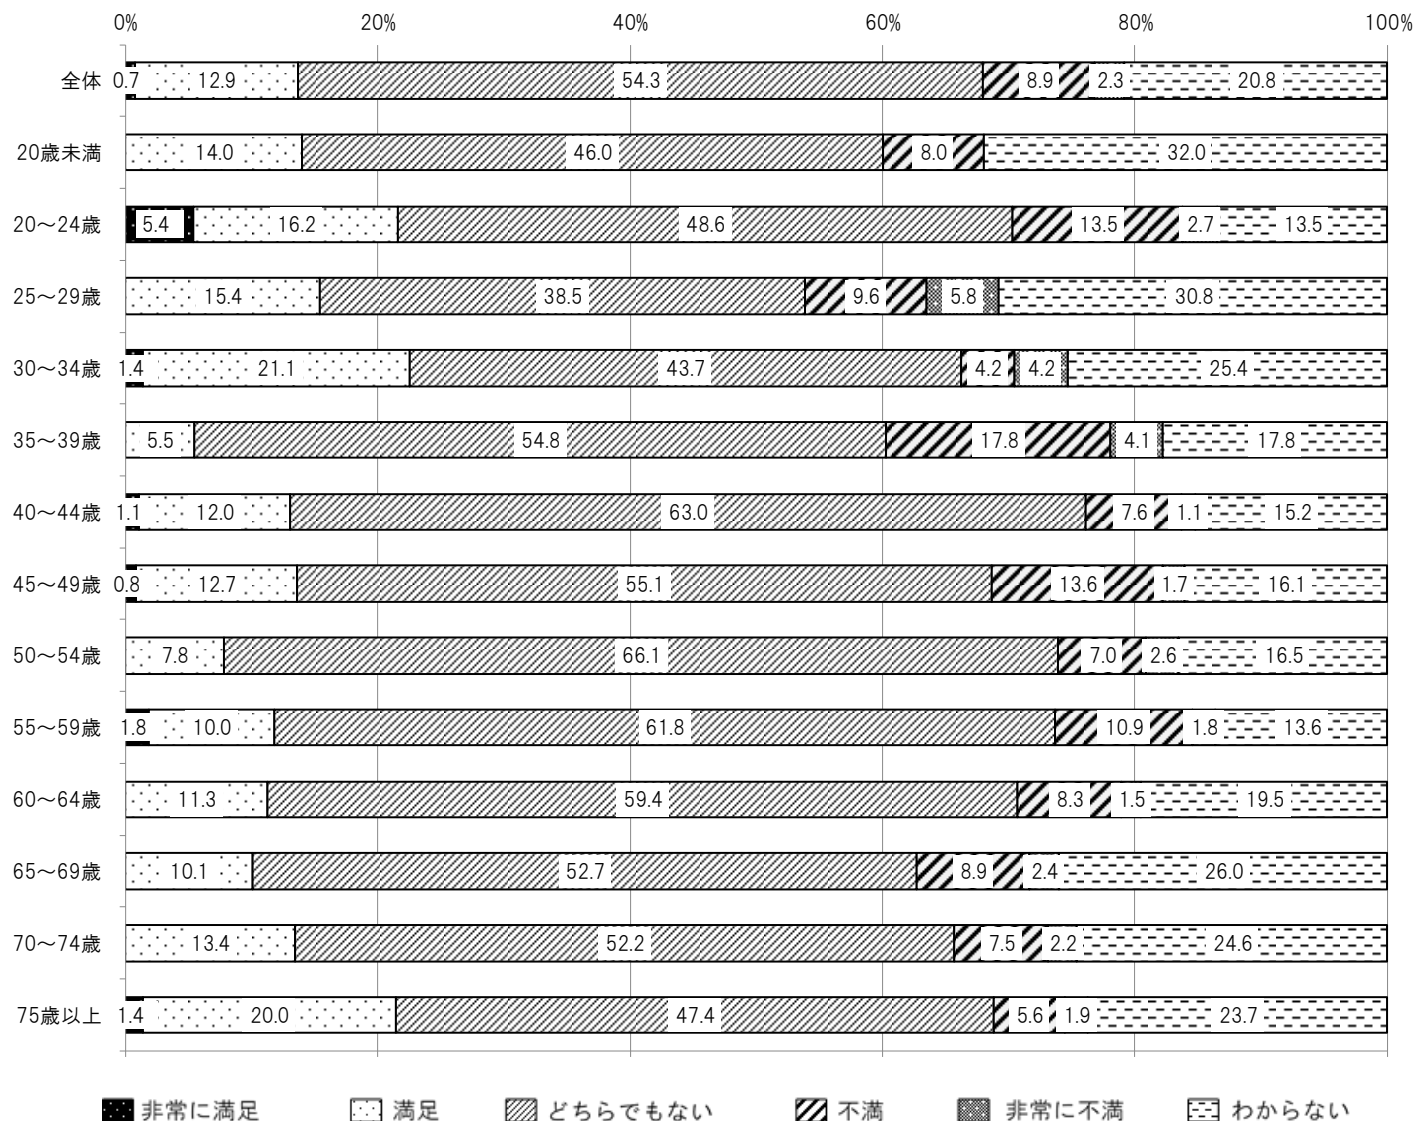 0% 20% 40% 60% 80% 100%
全体 0.7 12.9 54.3 8.9 2.3 20.8
20歳未満 14.0 46.0 8.0 32.0
20～24歳 5.4 16.2 48.6 13.5 2.7 13.5
25～29歳 15.4 38.5 9.6 5.8 30.8
30～34歳 1.4 21.1 43.7 4.2 4.2 25.4
35～39歳 5.5 54.8 17.8 4.1 17.8
40～44歳 1.1 12.0 63.0 7.6 1.1 15.2
45～49歳 0.8 12.7 55.1 13.6 1.7 16.1
50～54歳 7.8 66.1 7.0 2.6 16.5
55～59歳 1.8 10.0 61.8 10.9 1.8 13.6
60～64歳 11.3 59.4 8.3 1.5 19.5
65～69歳 10.1 52.7 8.9 2.4 26.0
70～74歳 13.4 52.2 7.5 2.2 24.6
75歳以上 1.4 20.0 47.4 5.6 1.9 23.7
非常に満足 満足 どちらでもない 不満 非常に不満 わからない